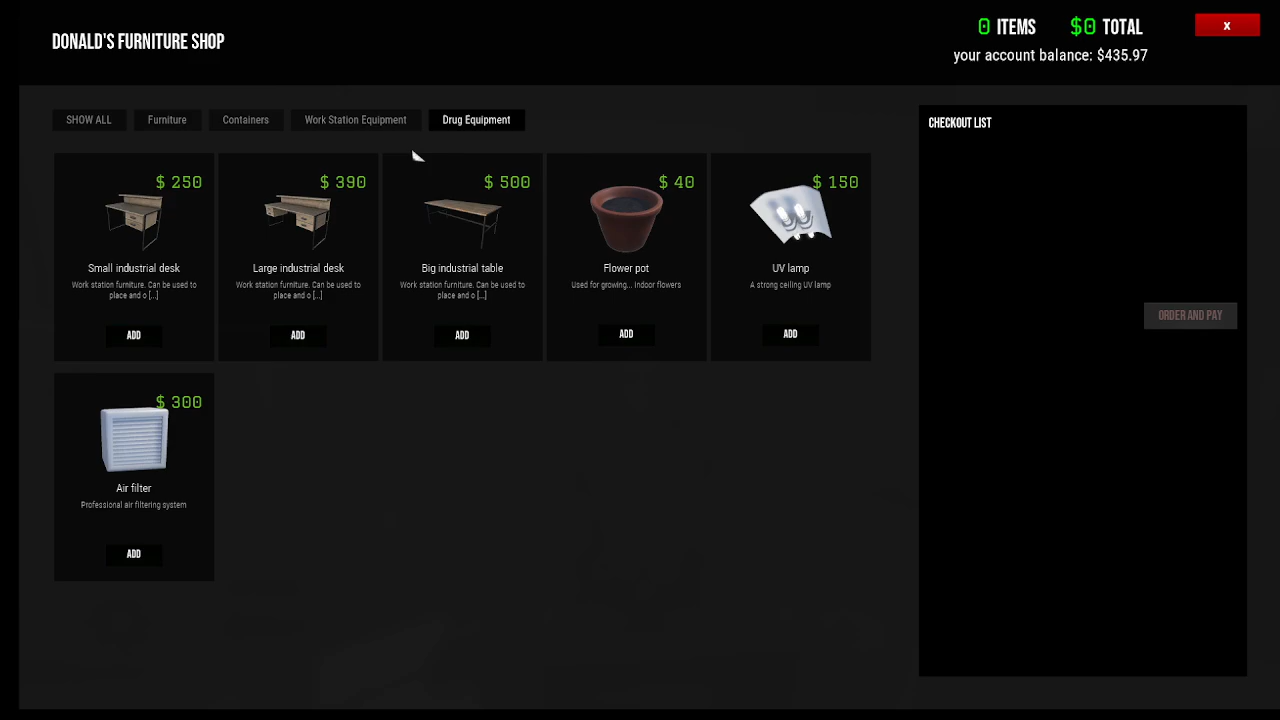 DONALD'S FURNITURE SHOP
0 ITEMS $0 TOTAL
x
your account balance: $435.97
SHOW ALL Furniture Containers Work Station Equipment Drug Equipment
CHECKOUT LIST
$ 250
Small industrial desk
Work station furniture. Can be used to
place and o [...]
ADD
$ 390
Large industrial desk
Work station furniture. Can be used to
place and o [...]
ADD
$ 500
Big industrial table
Work station furniture. Can be used to
place and o [...]
ADD
$ 40
Flower pot
Used for growing... Indoor flowers
ADD
$ 150
UV lamp
A strong ceiling UV lamp
ADD
ORDER AND PAY
$ 300
Air filter
Professional air filtering system
ADD